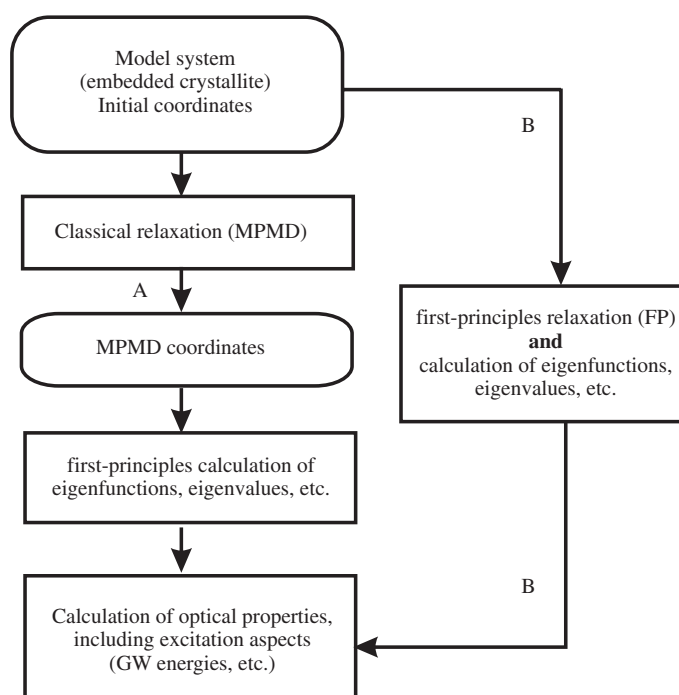 Model system
(embedded crystallite)
Initial coordinates
B
Classical relaxation (MPMD)
A
first-principles relaxation (FP)
and
calculation of eigenfunctions,
eigenvalues, etc.
MPMD coordinates
first-principles calculation of
eigenfunctions, eigenvalues, etc.
B
Calculation of optical properties,
including excitation aspects
(GW energies, etc.)